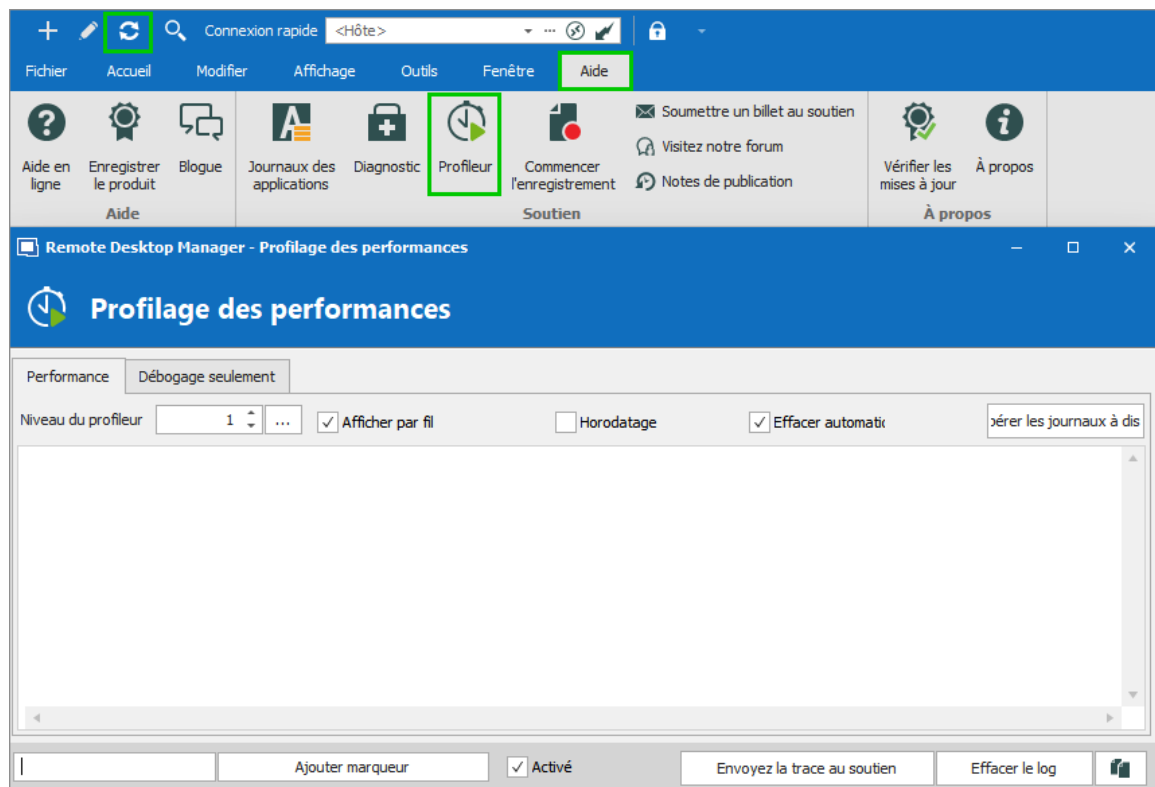 Connexion rapide <Hôte>
Fichier Accueil Modifier Affichage Outils Fenêtre Aide
Aide en ligne
Enregistrer le produit
Blogue
Journaux des applications
Diagnostic
Profileur
Commencer l'enregistrement
Soumettre un billet au soutien
Visitez notre forum
Notes de publication
Vérifier les mises à jour
À propos
Aide Soutien À propos
Remote Desktop Manager - Profilage des performances
Profilage des performances
Performance Débogage seulement
Niveau du profileur 1 ... Afficher par fil Horodatage Effacer automatic pérer les journaux à dis
Ajouter marqueur Activé Envoyez la trace au soutien Effacer le log